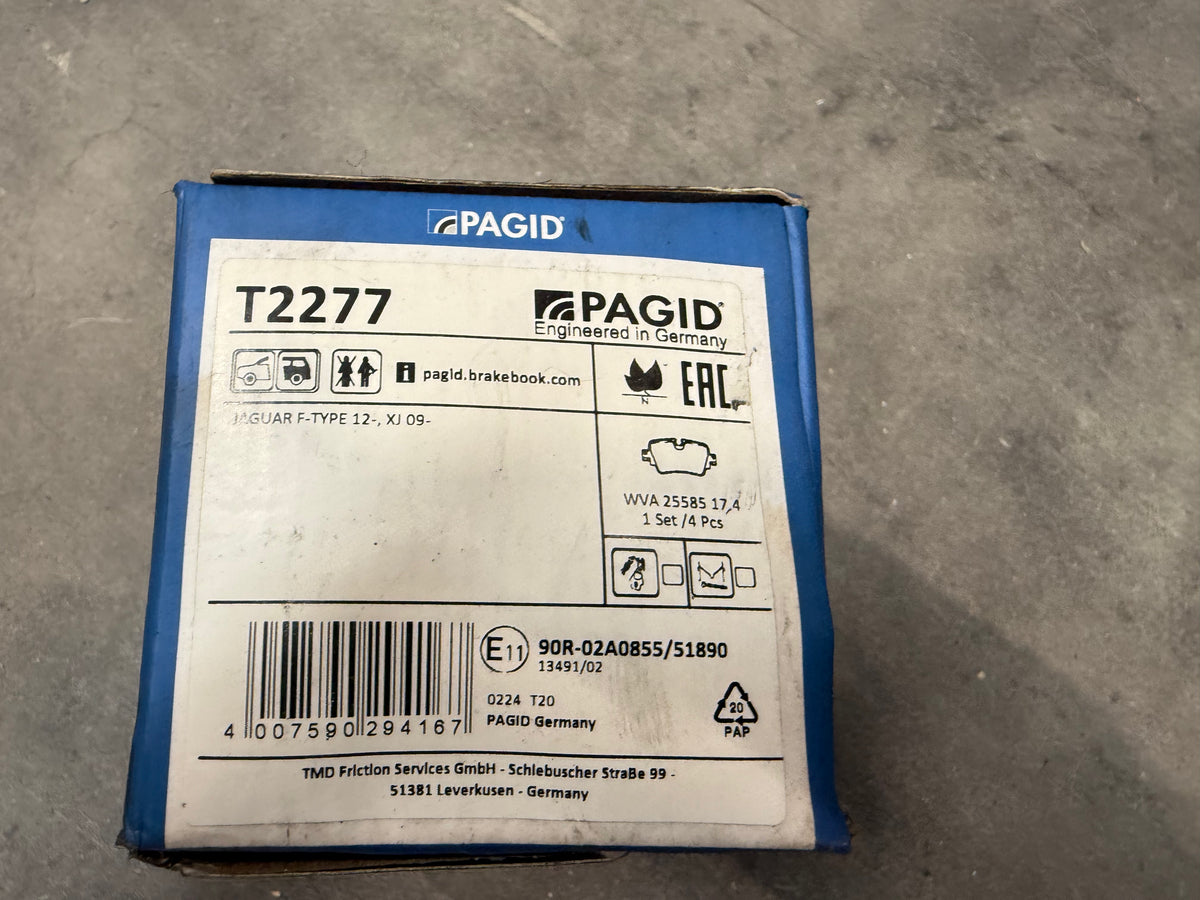 PAGID
T2277
PAGID
Engineered in Germany
i pagid.brakebook.com
N
EAC
JAGUAR F-TYPE 12-, XJ 09-
WVA 25585 17,4
1 Set /4 Pcs
E11 90R-02A0855/51890
13491/02
0224 T20
PAGID Germany
4 007590 294167
20
PAP
TMD Friction Services GmbH - Schlebuscher Straße 99 -
51381 Leverkusen - Germany